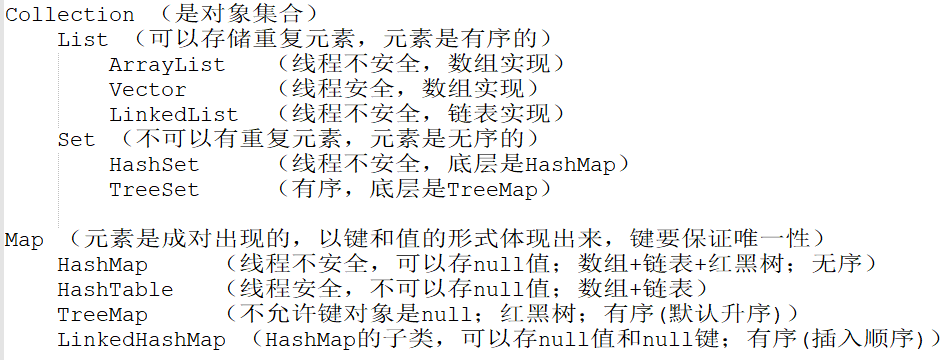 Collection （是对象集合）
List （可以存储重复元素，元素是有序的）
ArrayList （线程不安全，数组实现）
Vector （线程安全，数组实现）
LinkedList （线程不安全，链表实现）
Set （不可以有重复元素，元素是无序的）
HashSet （线程不安全，底层是HashMap）
TreeSet （有序，底层是TreeMap）
Map （元素是成对出现的，以键和值的形式体现出来，键要保证唯一性）
HashMap （线程不安全，可以存null值；数组+链表+红黑树；无序）
HashTable （线程安全，不可以存null值；数组+链表）
TreeMap （不允许键对象是null；红黑树；有序(默认升序)）
LinkedHashMap （HashMap的子类，可以存null值和null键；有序(插入顺序)）